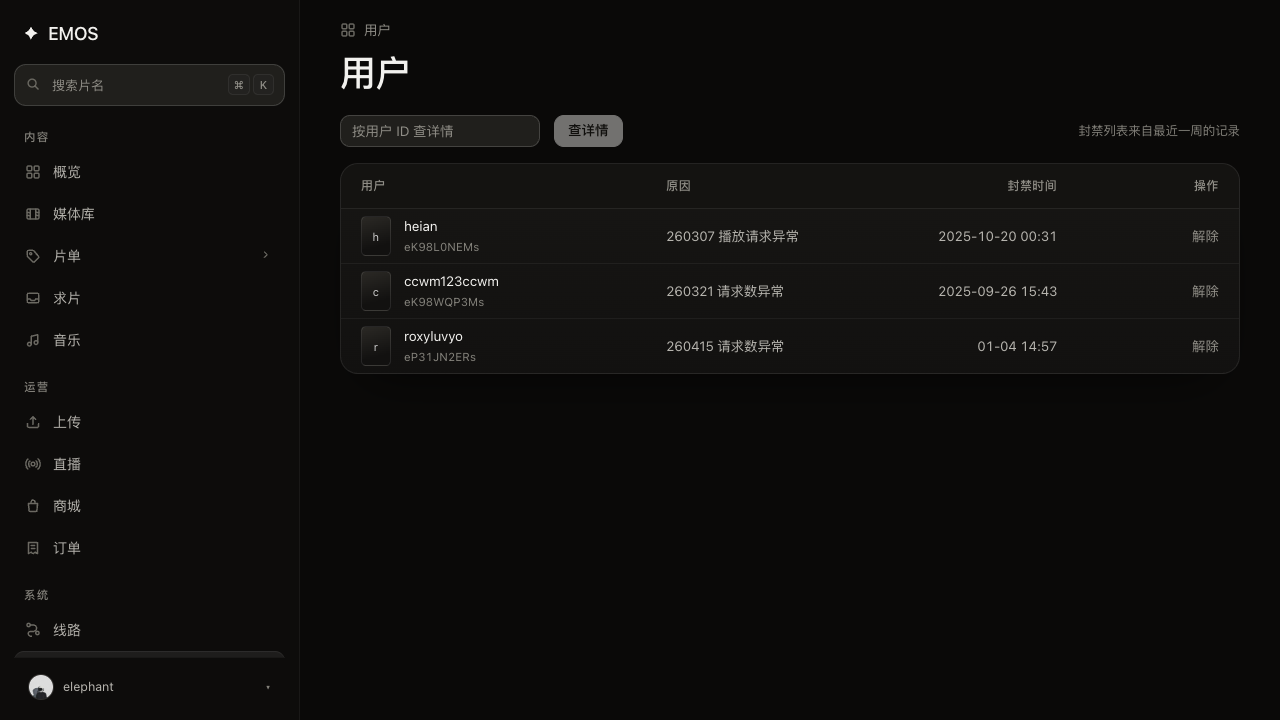 EMOS
搜索片名 ⌘ K
内容
概览
媒体库
片单
求片
音乐
运营
上传
直播
商城
订单
系统
线路
elephant
用户
用户
按用户 ID 查详情 查详情 封禁列表来自最近一周的记录
用户 原因 封禁时间 操作
h heian eK98L0NEMs 260307 播放请求异常 2025-10-20 00:31 解除
c ccwm123ccwm eK98WQP3Ms 260321 请求数异常 2025-09-26 15:43 解除
r roxyluvyo eP31JN2ERs 260415 请求数异常 01-04 14:57 解除